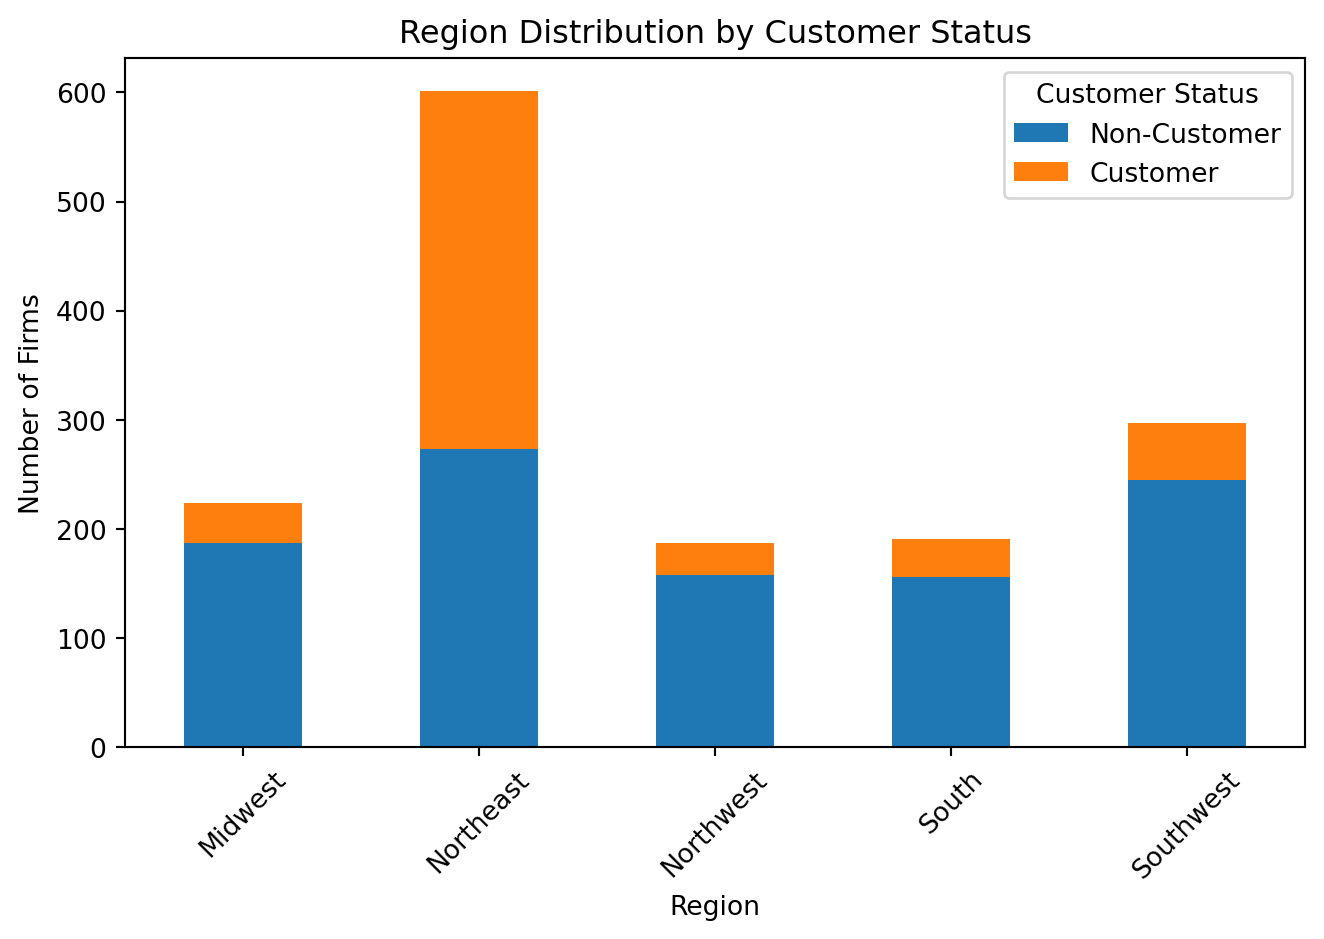 Region Distribution by Customer Status
Customer Status
Non-Customer
Customer
Number of Firms
600
500
400
300
200
100
0
Midwest
Northeast
Northwest
South
Southwest
Region